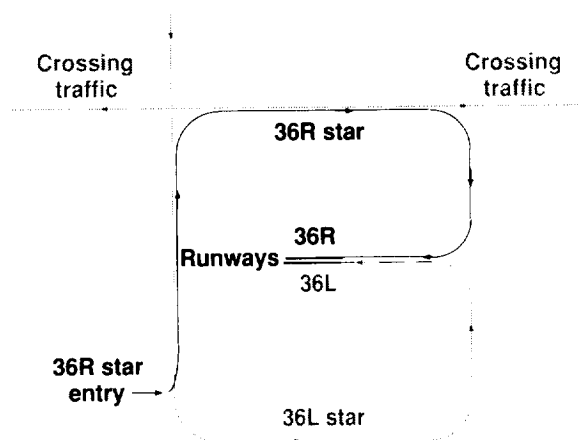 Crossing
traffic
Crossing
traffic
36R star
36R
Runways
36L
36R star
entry
36L star